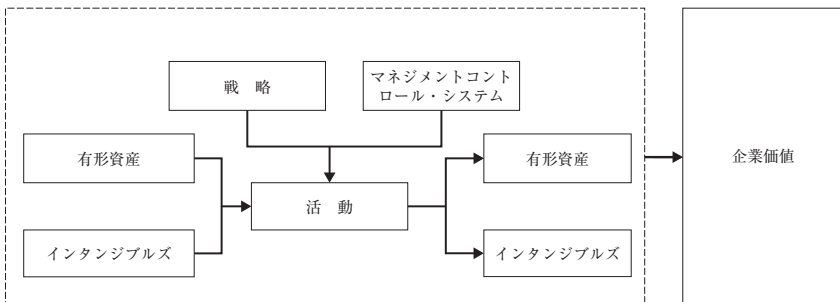 戦　略
マネジメントコント
ロール・システム
有形資産
有形資産
企業価値
活　動
インタンジブルズ
インタンジブルズ